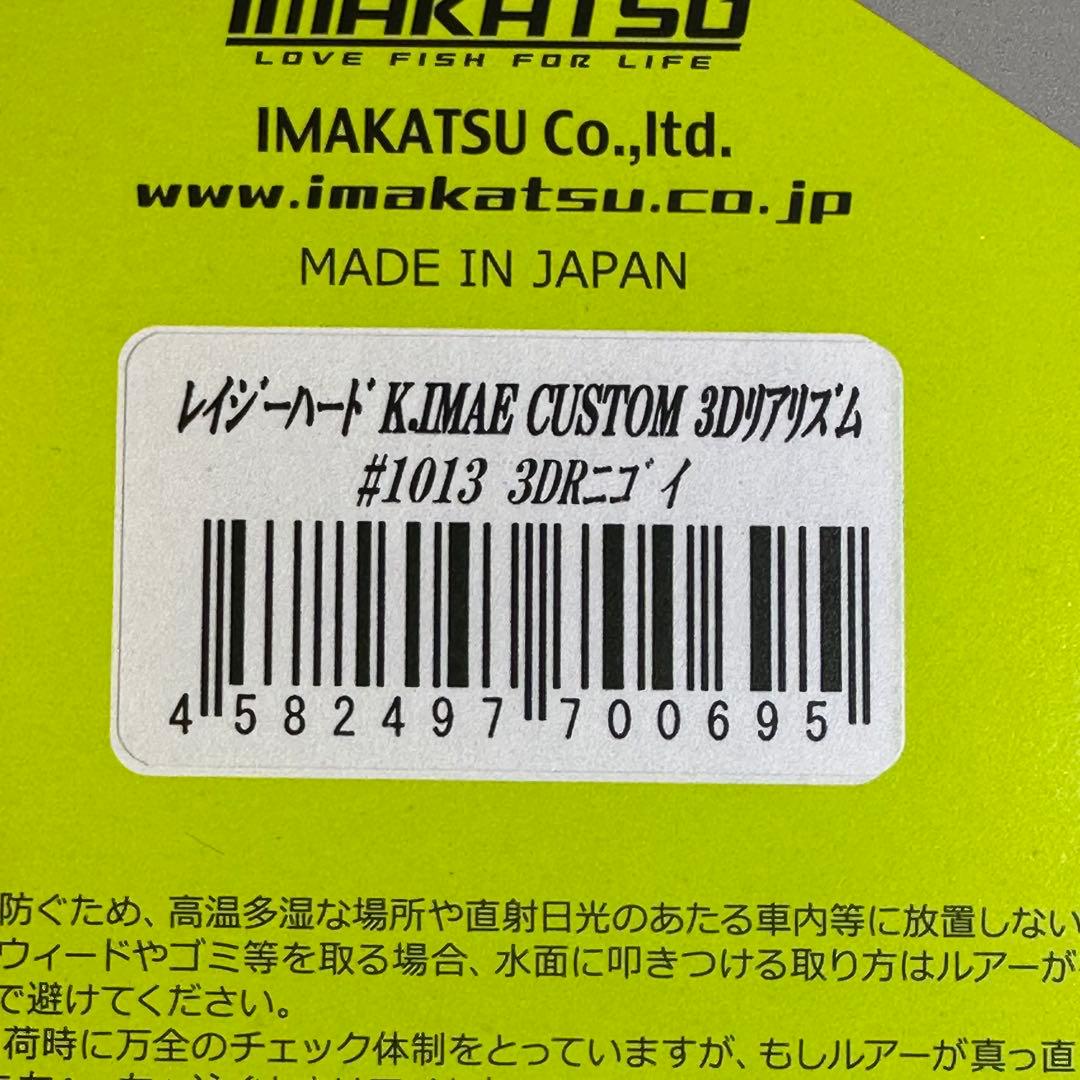 IMAKATSU
LOVE FISH FOR LIFE
IMAKATSU Co.,ltd.
www.imakatsu.co.jp
MADE IN JAPAN
ﾚｲｼﾞｰﾊｰﾄﾞ K.IMAE CUSTOM 3Dﾘｱﾘｽﾞﾑ
#1013 3DRﾆｺﾞｲ
4 582497 700695
防ぐため、高温多湿な場所や直射日光のあたる車内等に放置しない
ウィードやゴミ等を取る場合、水面に叩きつける取り方はルアーが
で避けてください。
荷時に万全のチェック体制をとっていますが、もしルアーが真っ直